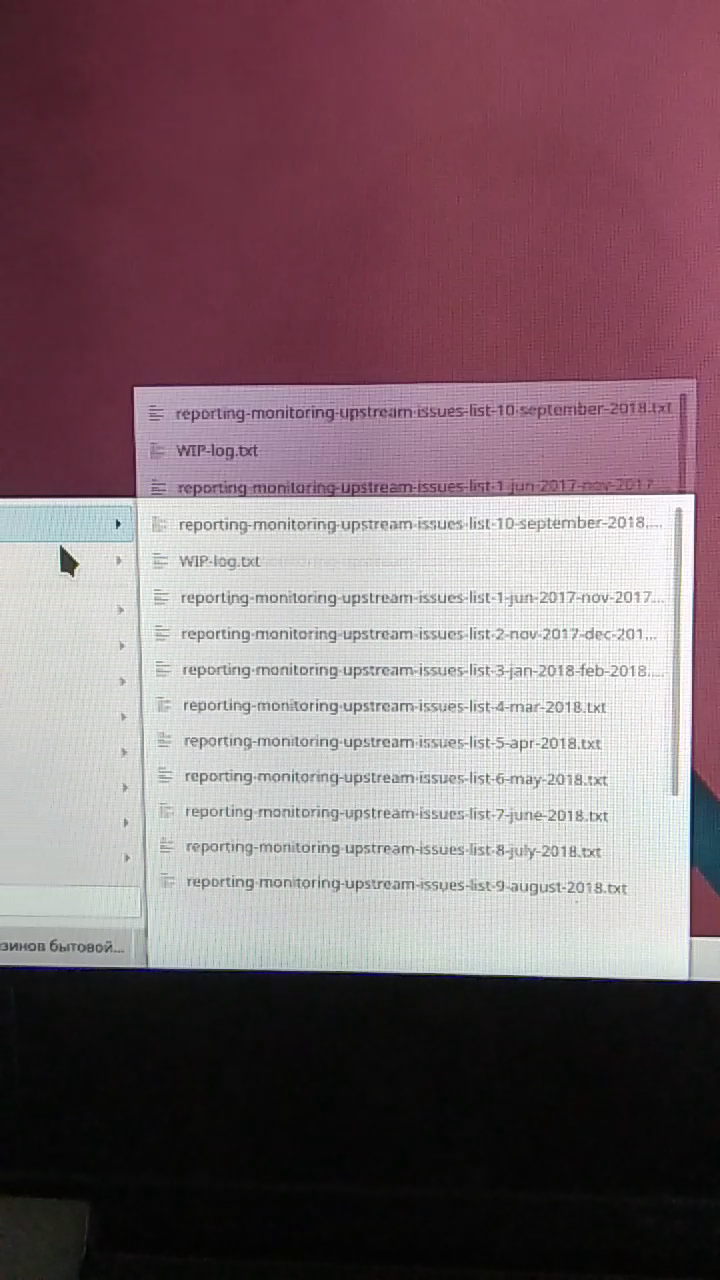 reporting-monitoring-upstream-issues-list-10-september-2018.txt
WIP-log.txt
reporting-monitoring-upstream-issues-list-1-jun-2017-nov-2017...
reporting-monitoring-upstream-issues-list-10-september-2018....
WIP-log.txt
reporting-monitoring-upstream-issues-list-1-jun-2017-nov-2017...
reporting-monitoring-upstream-issues-list-2-nov-2017-dec-201...
reporting-monitoring-upstream-issues-list-3-jan-2018-feb-2018....
reporting-monitoring-upstream-issues-list-4-mar-2018.txt
reporting-monitoring-upstream-issues-list-5-apr-2018.txt
reporting-monitoring-upstream-issues-list-6-may-2018.txt
reporting-monitoring-upstream-issues-list-7-june-2018.txt
reporting-monitoring-upstream-issues-list-8-july-2018.txt
reporting-monitoring-upstream-issues-list-9-august-2018.txt
зинов бытовой...